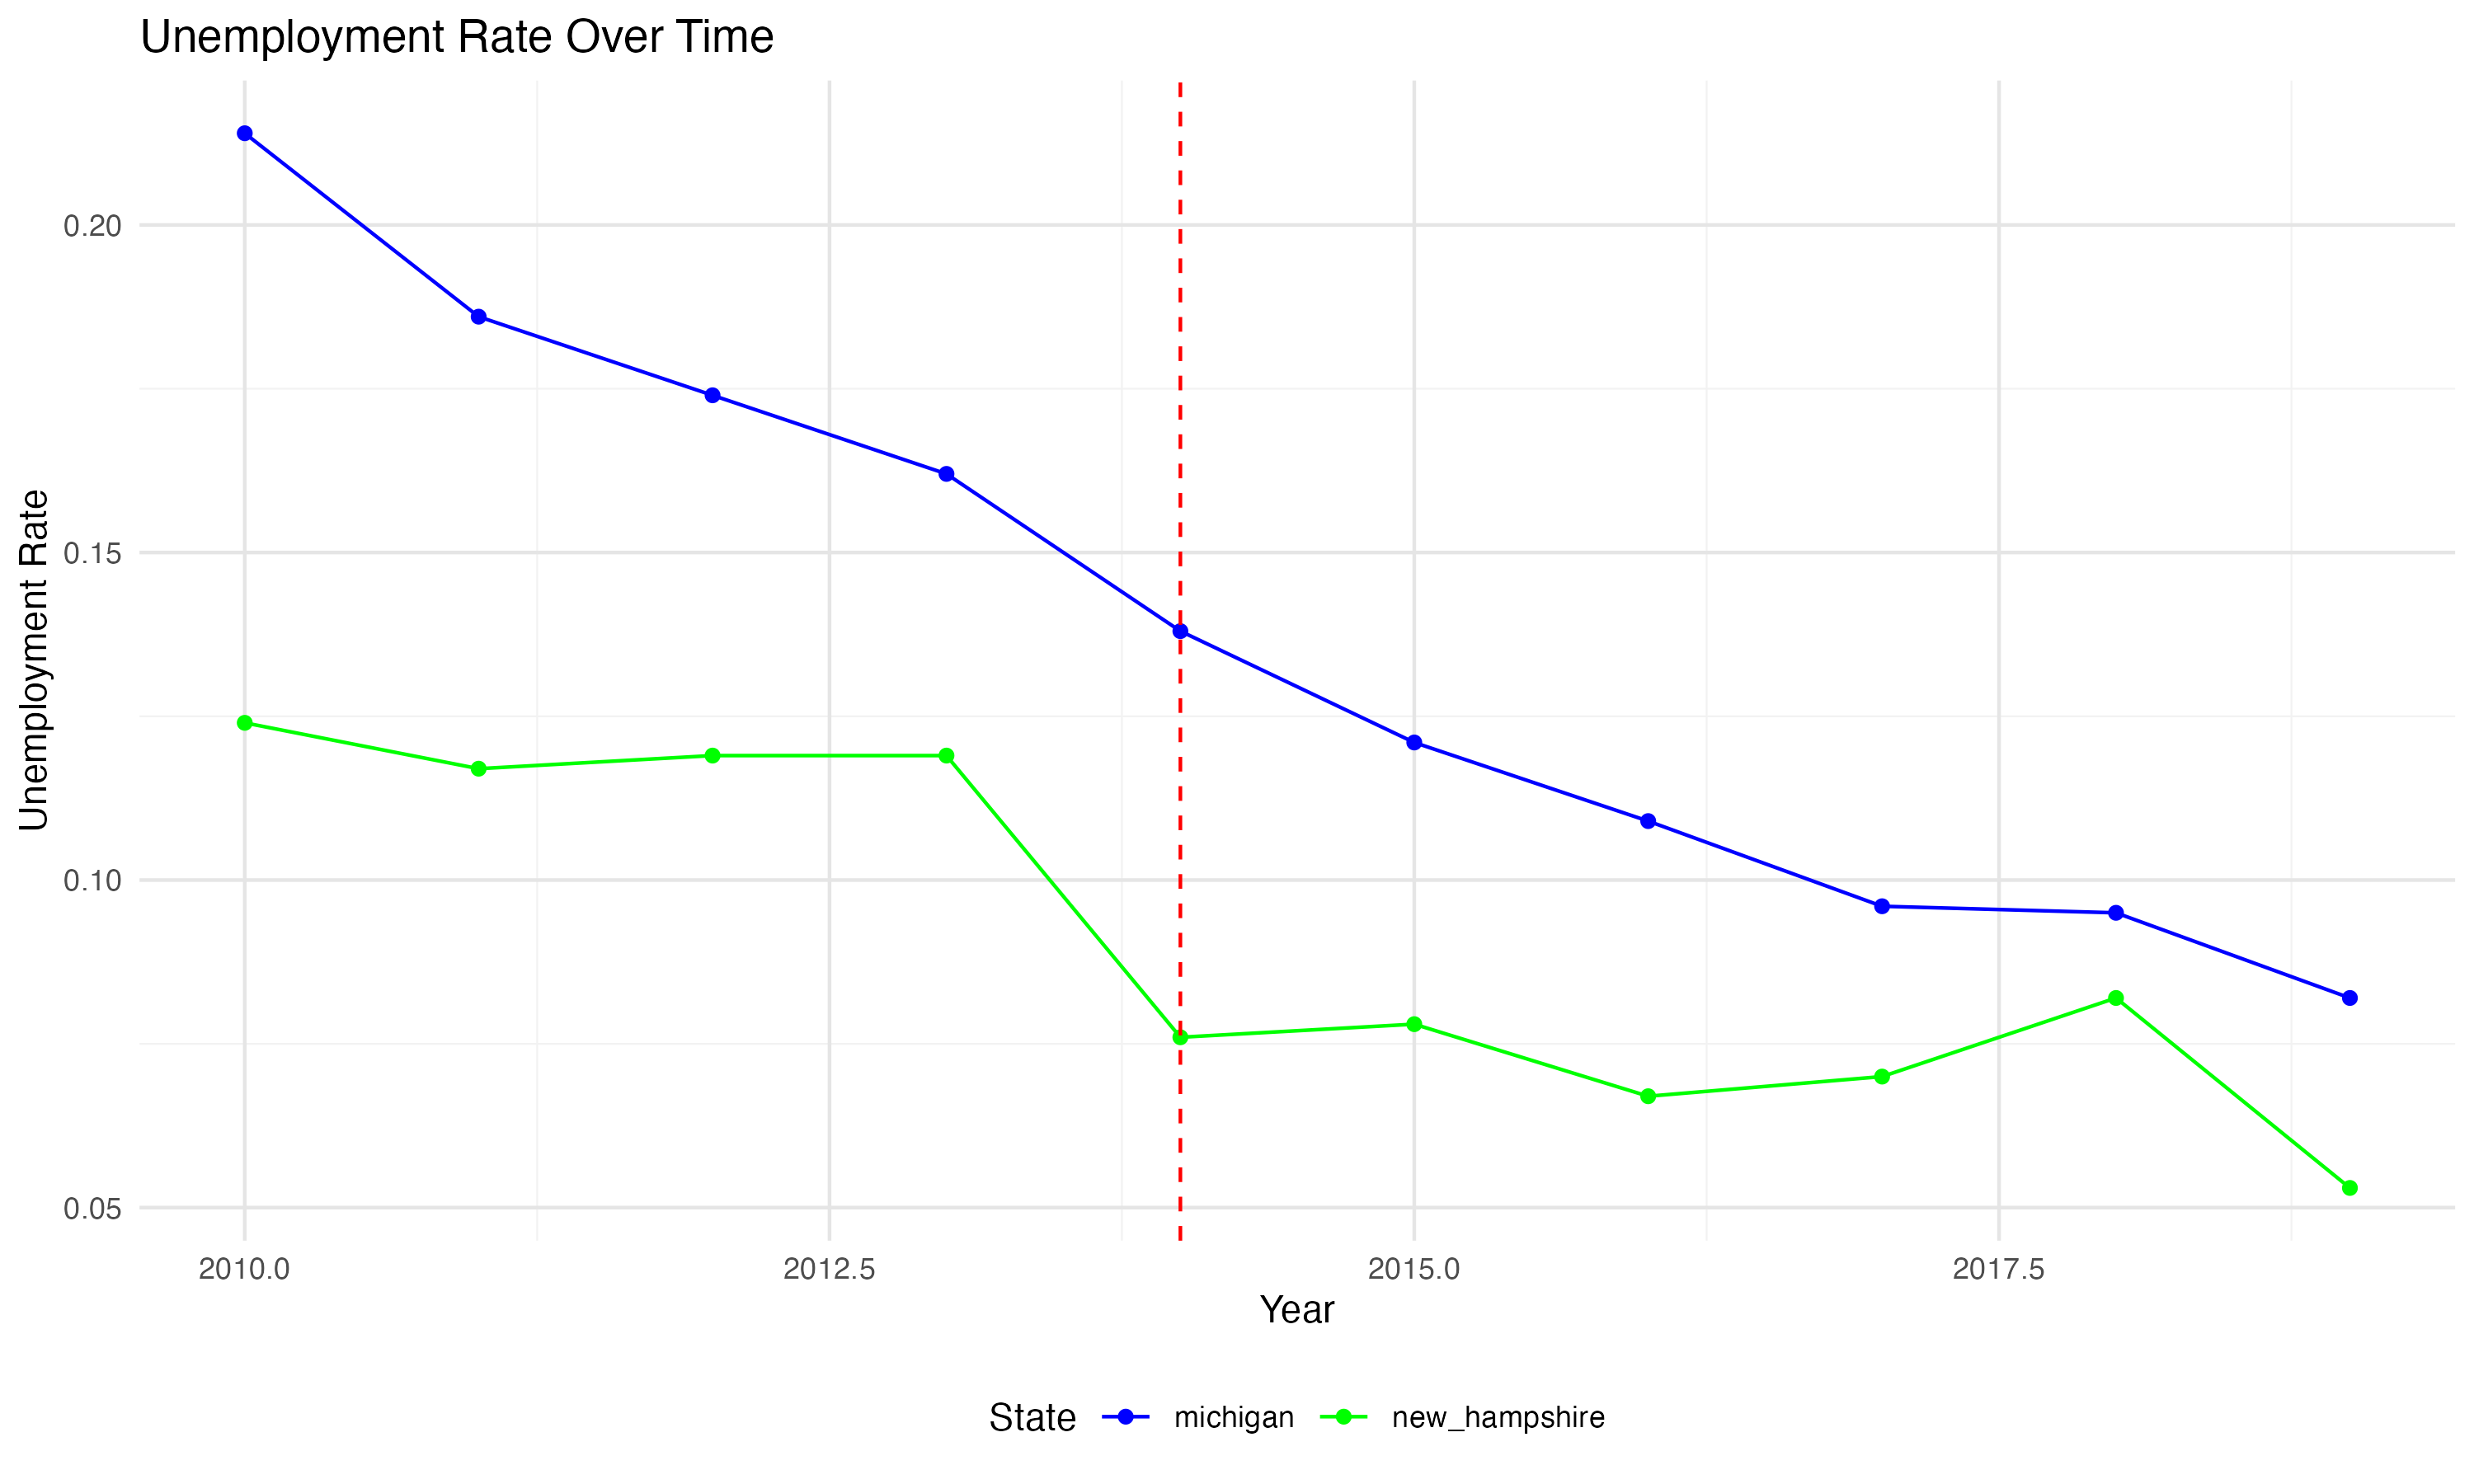 Unemployment Rate Over Time
Unemployment Rate
0.20
0.15
0.10
0.05
2010.0 2012.5 2015.0 2017.5
Year
State michigan new_hampshire